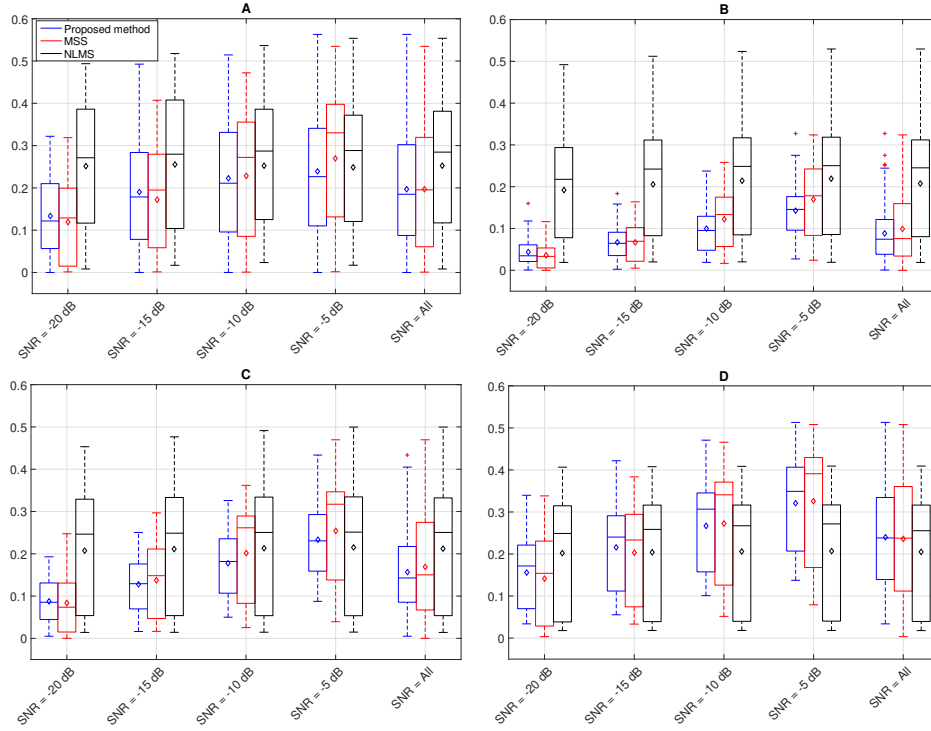 A
Proposed method
MSS
NLMS
0.6
0.5
0.4
0.3
0.2
0.1
0
SNR = -20 dB
SNR = -15 dB
SNR = -10 dB
SNR = -5 dB
SNR = All
B
0.6
0.5
0.4
0.3
0.2
0.1
0
SNR = -20 dB
SNR = -15 dB
SNR = -10 dB
SNR = -5 dB
SNR = All
C
0.6
0.5
0.4
0.3
0.2
0.1
0
SNR = -20 dB
SNR = -15 dB
SNR = -10 dB
SNR = -5 dB
SNR = All
D
0.6
0.5
0.4
0.3
0.2
0.1
0
SNR = -20 dB
SNR = -15 dB
SNR = -10 dB
SNR = -5 dB
SNR = All